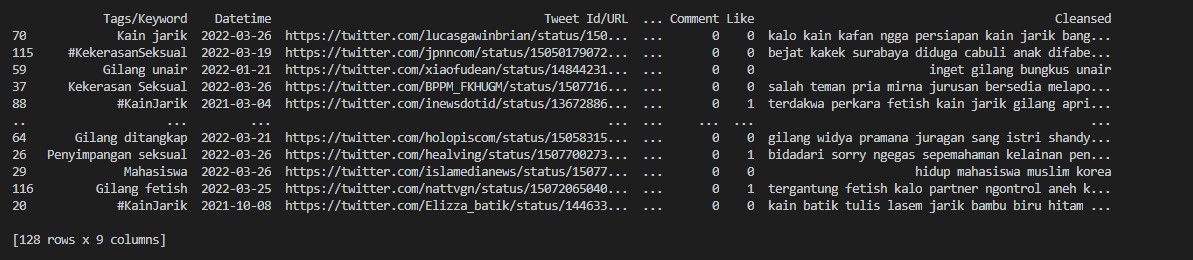 Tags/Keyword Datetime Tweet Id/URL ... Comment Like Cleansed
70 Kain jarik 2022-03-26 https://twitter.com/lucasgawinbrian/status/150... ... 0 0 kalo kain kafan ngga persiapan kain jarik bang...
115 #KekerasanSeksual 2022-03-19 https://twitter.com/jpnncom/status/15050179072... ... 0 0 bejat kakek surabaya diduga cabuli anak difabe...
59 Gilang unair 2022-01-21 https://twitter.com/xiaofudean/status/14844231... ... 0 0 inget gilang bungkus unair
37 Kekerasan Seksual 2022-03-26 https://twitter.com/BPPM_FKHUGM/status/1507716... ... 0 0 salah teman pria mirna jurusan bersedia melapo...
88 #KainJarik 2021-03-04 https://twitter.com/inewsdotid/status/13672886... ... 0 1 terdakwa perkara fetish kain jarik gilang apri...
.. ... ... ... ... ... ... ...
64 Gilang ditangkap 2022-03-21 https://twitter.com/holopiscom/status/15058315... ... 0 0 gilang widya pramana juragan sang istri shandy...
26 Penyimpangan seksual 2022-03-26 https://twitter.com/healving/status/1507700273... ... 0 1 bidadari sorry ngegas sepemahaman kelainan pen...
29 Mahasiswa 2022-03-26 https://twitter.com/islamedianews/status/15077... ... 0 0 hidup mahasiswa muslim korea
116 Gilang fetish 2022-03-25 https://twitter.com/nattvgn/status/15072065040... ... 0 1 tergantung fetish kalo partner ngontrol aneh k...
20 #KainJarik 2021-10-08 https://twitter.com/Elizza_batik/status/144633... ... 0 0 kain batik tulis lasem jarik bambu biru hitam ...
[128 rows x 9 columns]